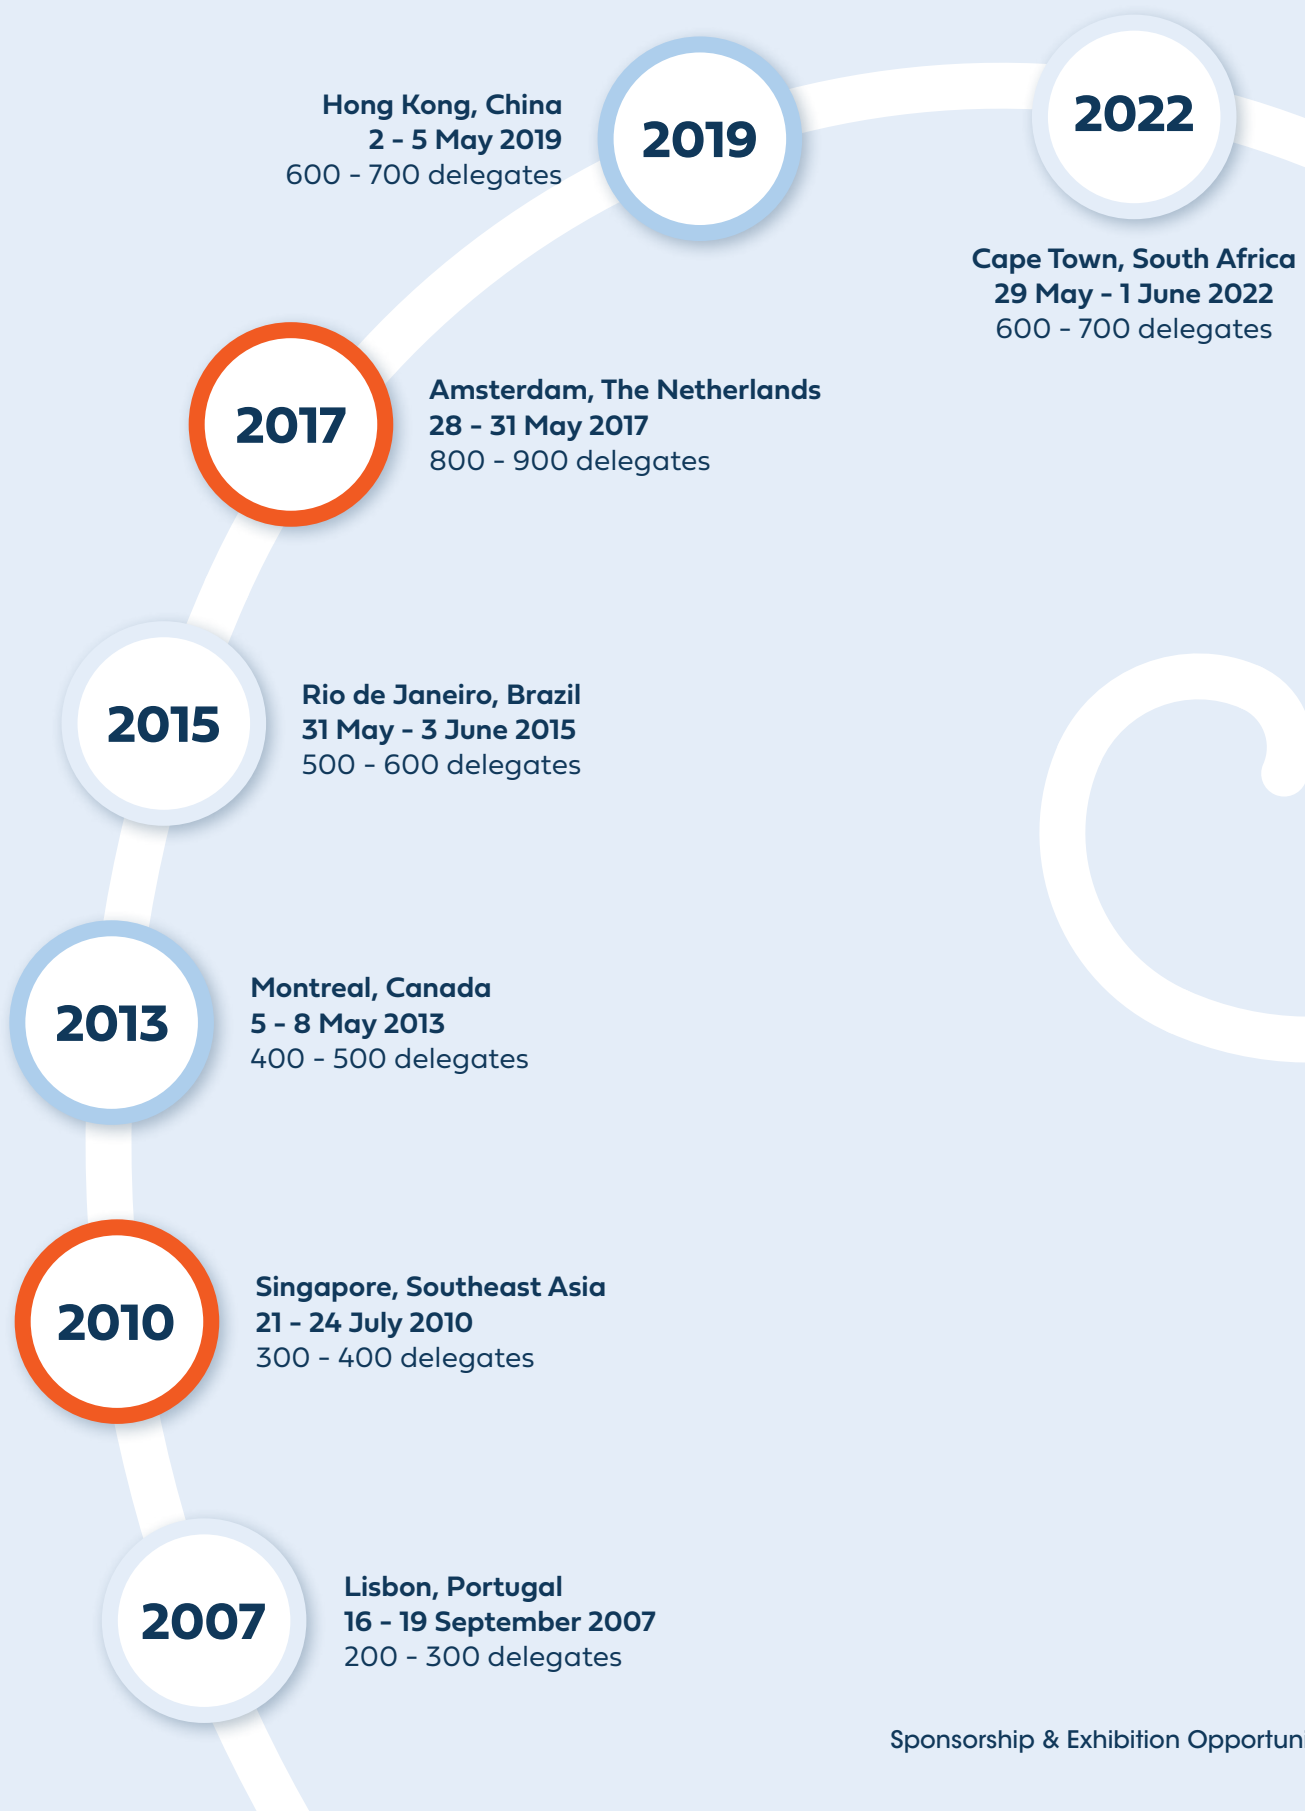 2022
Cape Town, South Africa
29 May - 1 June 2022
600 - 700 delegates
2019
Hong Kong, China
2 - 5 May 2019
600 - 700 delegates
2017
Amsterdam, The Netherlands
28 - 31 May 2017
800 - 900 delegates
2015
Rio de Janeiro, Brazil
31 May - 3 June 2015
500 - 600 delegates
2013
Montreal, Canada
5 - 8 May 2013
400 - 500 delegates
2010
Singapore, Southeast Asia
21 - 24 July 2010
300 - 400 delegates
2007
Lisbon, Portugal
16 - 19 September 2007
200 - 300 delegates
Sponsorship & Exhibition Opportuni